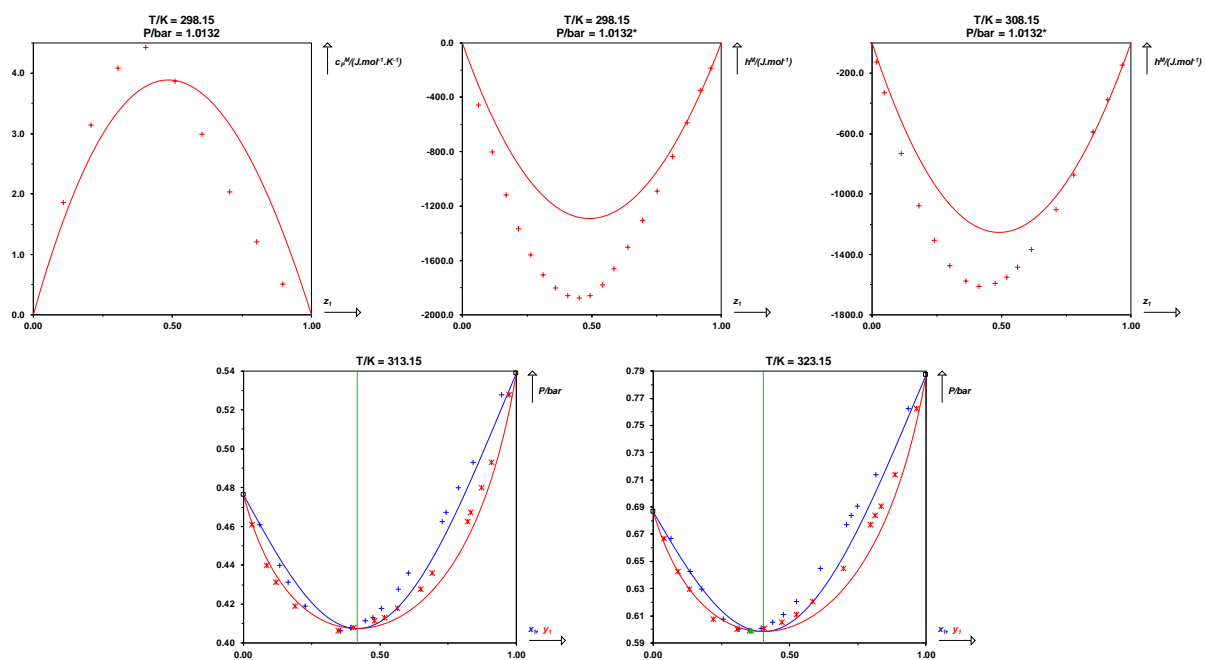 T/K = 298.15
P/bar = 1.0132
cₚᴹ/(J.mol⁻¹.K⁻¹)
4.0
3.0
2.0
1.0
0.0
0.00
0.50
1.00
z₁
T/K = 298.15
P/bar = 1.0132*
hᴹ/(J.mol⁻¹)
0.0
-400.0
-800.0
-1200.0
-1600.0
-2000.0
0.00
0.50
1.00
z₁
T/K = 308.15
P/bar = 1.0132*
hᴹ/(J.mol⁻¹)
-200.0
-600.0
-1000.0
-1400.0
-1800.0
0.00
0.50
1.00
z₁
T/K = 313.15
P/bar
0.54
0.52
0.50
0.48
0.46
0.44
0.42
0.40
0.00
0.50
1.00
x₁, y₁
T/K = 323.15
P/bar
0.79
0.77
0.75
0.73
0.71
0.69
0.67
0.65
0.63
0.61
0.59
0.00
0.50
1.00
x₁, y₁